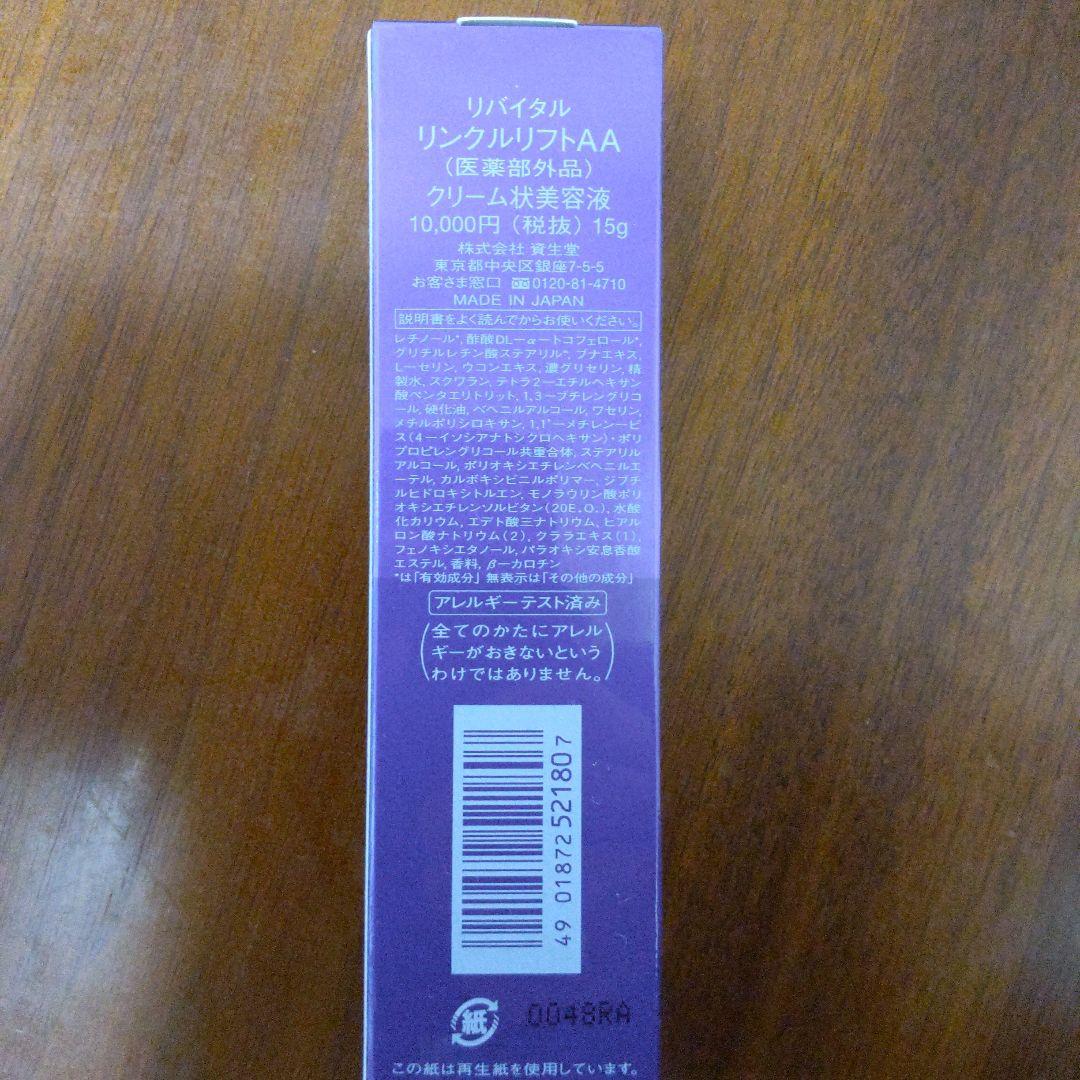 リバイタル
リンクルリフトAA
(医薬部外品)
クリーム状美容液
10,000円(税抜)15g
株式会社 資生堂
東京都中央区銀座7-5-5
お客さま窓口 0120-81-4710
MADE IN JAPAN
説明書をよく読んでからお使いください。
レチノール*, 酢酸DL-α-トコフェロール*,
グリチルレチン酸ステアリル*, ブナエキス,
L-セリン, ウコンエキス, 濃グリセリン, 精
製水, スクワラン, テトラ2-エチルヘキサン
酸ペンタエリトリット, 1,3-ブチレングリコ
ール, 硬化油, ベヘニルアルコール, ワセリン,
メチルポリシロキサン, 1,1'-メチレン-ビ
ス(4-イソシアナトシクロヘキサン)・ポリ
プロピレングリコール共重合体, ステアリル
アルコール, ポリオキシエチレンベヘニルエ
ーテル, カルボキシビニルポリマー, ジブチ
ルヒドロキシトルエン, モノラウリン酸ポリ
オキシエチレンソルビタン(20E.O.), 水酸
化カリウム, エデト酸三ナトリウム, ヒアル
ロン酸ナトリウム(2), クララエキス(1),
フェノキシエタノール, パラオキシ安息香酸
エステル, 香料, β-カロチン
*は「有効成分」無表示は「その他の成分」
アレルギーテスト済み
(全てのかたにアレル
ギーがおきないという
わけではありません。)
49 01872 52180 7
紙
0048RA
この紙は再生紙を使用しています。